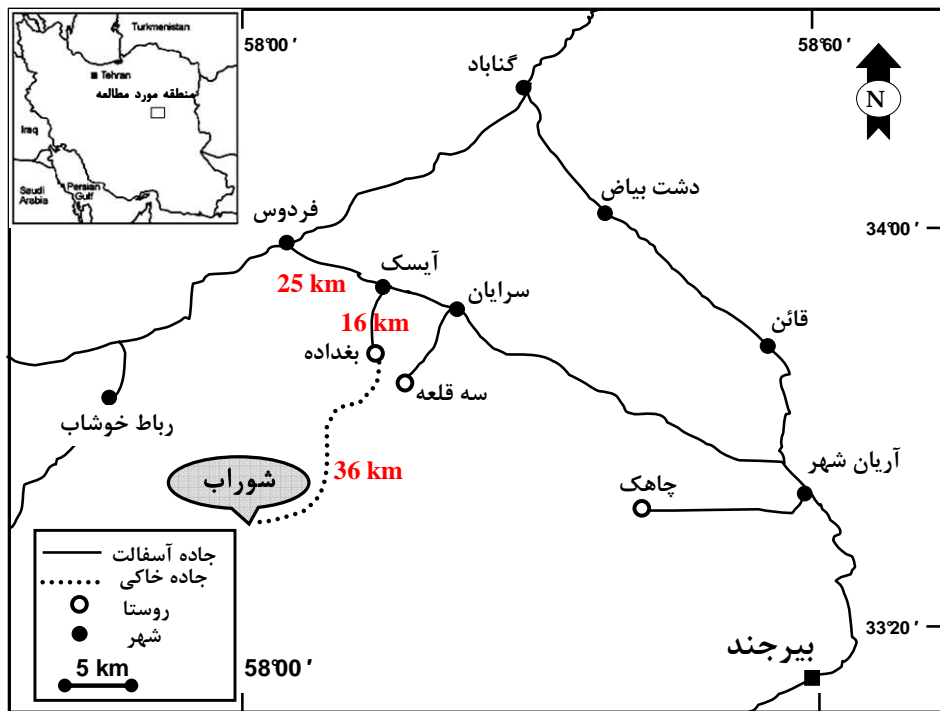 Turkmenistan
Tehran
منطقه مورد مطالعه
Iraq
Saudi
Arabia
Persian
Gulf
58°00′
58°60′
N
گناباد
دشت بیاض
34°00′
فردوس
آیسک
25 km
سرایان
قائن
16 km
بغداده
سه قلعه
رباط خوشاب
36 km
شوراب
آریان شهر
چاهک
جاده آسفالت
جاده خاکی
روستا
شهر
5 km
58°00′
33°20′
بیرجند